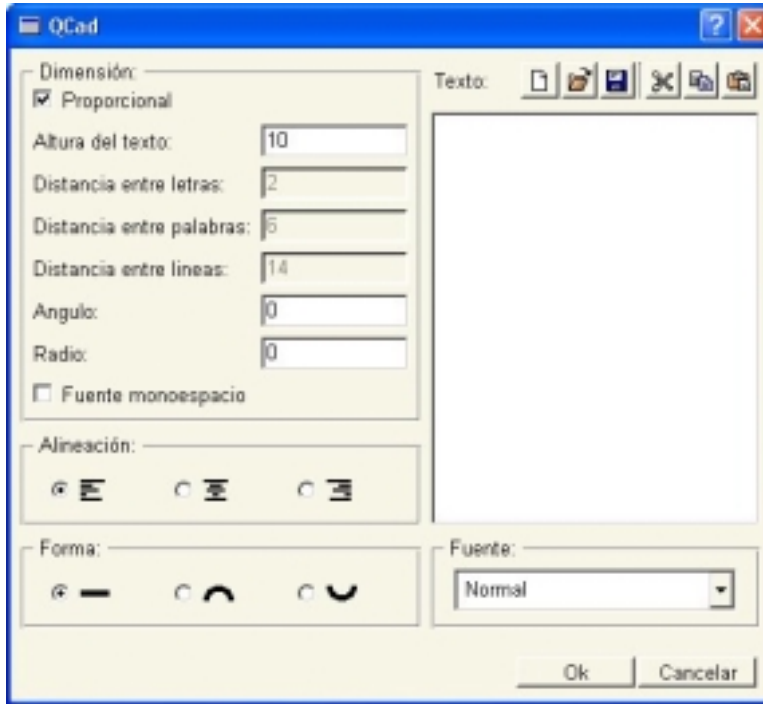 QCad
Dimensión:
Proporcional
Altura del texto: 10
Distancia entre letras: 2
Distancia entre palabras: 6
Distancia entre lineas: 14
Angulo: 0
Radio: 0
Fuente monoespacio
Alineación:
Forma:
Texto:
Fuente:
Normal
Ok Cancelar